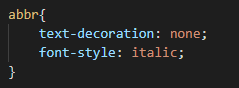 abbr{
    text-decoration: none;
    font-style: italic;
}